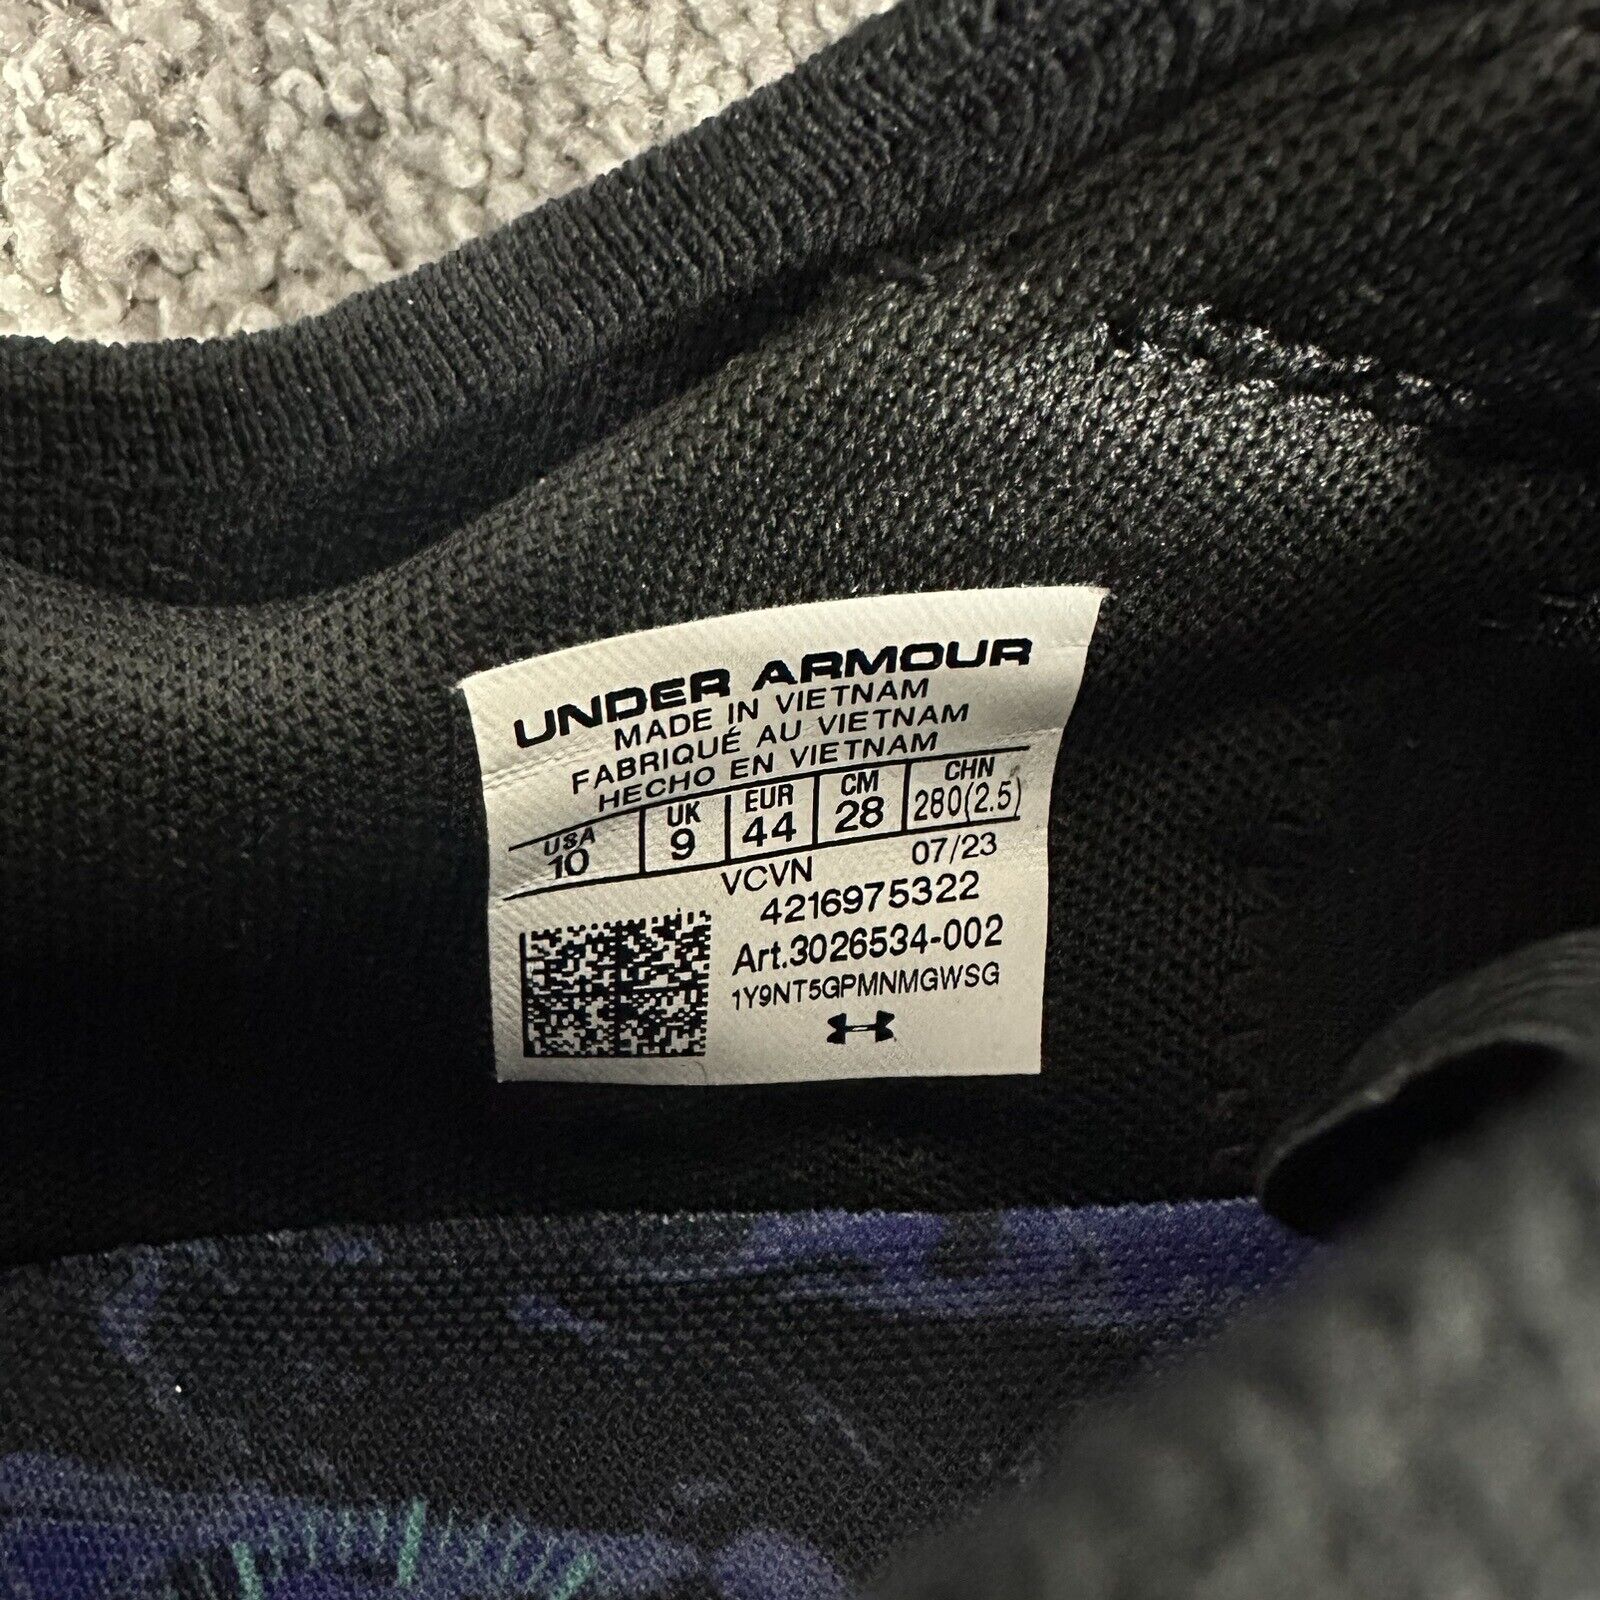 UNDER ARMOUR
MADE IN VIETNAM
FABRIQUÉ AU VIETNAM
HECHO EN VIETNAM
USA UK EUR CM CHN
10 9 44 28 280(2.5)
VCVN 07/23
4216975322
Art.3026534-002
1Y9NT5GPMNMGWSG